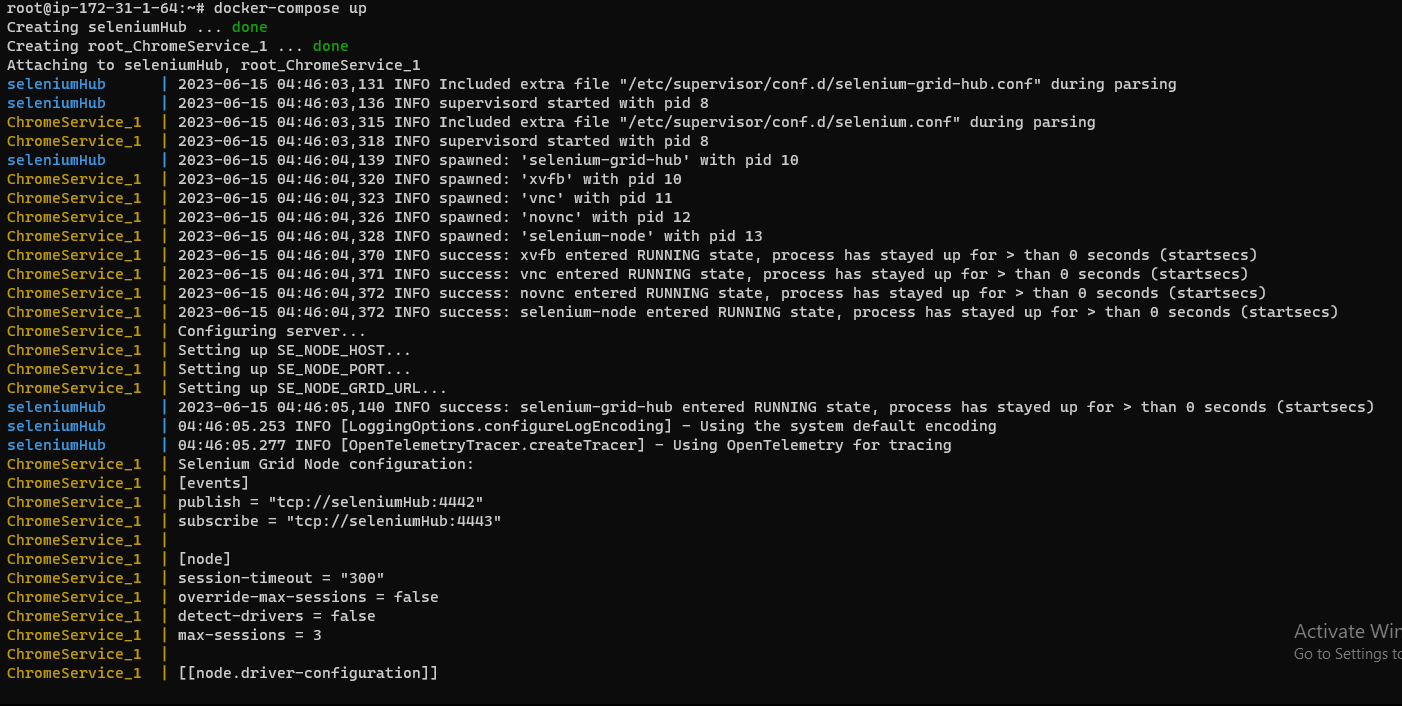 root@ip-172-31-1-64:~# docker-compose up
Creating seleniumHub ... done
Creating root_ChromeService_1 ... done
Attaching to seleniumHub, root_ChromeService_1
seleniumHub | 2023-06-15 04:46:03,131 INFO Included extra file "/etc/supervisor/conf.d/selenium-grid-hub.conf" during parsing
seleniumHub | 2023-06-15 04:46:03,136 INFO supervisord started with pid 8
ChromeService_1 | 2023-06-15 04:46:03,315 INFO Included extra file "/etc/supervisor/conf.d/selenium.conf" during parsing
ChromeService_1 | 2023-06-15 04:46:03,318 INFO supervisord started with pid 8
seleniumHub | 2023-06-15 04:46:04,139 INFO spawned: 'selenium-grid-hub' with pid 10
ChromeService_1 | 2023-06-15 04:46:04,320 INFO spawned: 'xvfb' with pid 10
ChromeService_1 | 2023-06-15 04:46:04,323 INFO spawned: 'vnc' with pid 11
ChromeService_1 | 2023-06-15 04:46:04,326 INFO spawned: 'novnc' with pid 12
ChromeService_1 | 2023-06-15 04:46:04,328 INFO spawned: 'selenium-node' with pid 13
ChromeService_1 | 2023-06-15 04:46:04,370 INFO success: xvfb entered RUNNING state, process has stayed up for > than 0 seconds (startsecs)
ChromeService_1 | 2023-06-15 04:46:04,371 INFO success: vnc entered RUNNING state, process has stayed up for > than 0 seconds (startsecs)
ChromeService_1 | 2023-06-15 04:46:04,372 INFO success: novnc entered RUNNING state, process has stayed up for > than 0 seconds (startsecs)
ChromeService_1 | 2023-06-15 04:46:04,372 INFO success: selenium-node entered RUNNING state, process has stayed up for > than 0 seconds (startsecs)
ChromeService_1 | Configuring server...
ChromeService_1 | Setting up SE_NODE_HOST...
ChromeService_1 | Setting up SE_NODE_PORT...
ChromeService_1 | Setting up SE_NODE_GRID_URL...
seleniumHub | 2023-06-15 04:46:05,140 INFO success: selenium-grid-hub entered RUNNING state, process has stayed up for > than 0 seconds (startsecs)
seleniumHub | 04:46:05.253 INFO [LoggingOptions.configureLogEncoding] - Using the system default encoding
seleniumHub | 04:46:05.277 INFO [OpenTelemetryTracer.createTracer] - Using OpenTelemetry for tracing
ChromeService_1 | Selenium Grid Node configuration:
ChromeService_1 | [events]
ChromeService_1 | publish = "tcp://seleniumHub:4442"
ChromeService_1 | subscribe = "tcp://seleniumHub:4443"
ChromeService_1 |
ChromeService_1 | [node]
ChromeService_1 | session-timeout = "300"
ChromeService_1 | override-max-sessions = false
ChromeService_1 | detect-drivers = false
ChromeService_1 | max-sessions = 3
ChromeService_1 |
ChromeService_1 | [[node.driver-configuration]]
Activate Win
Go to Settings to